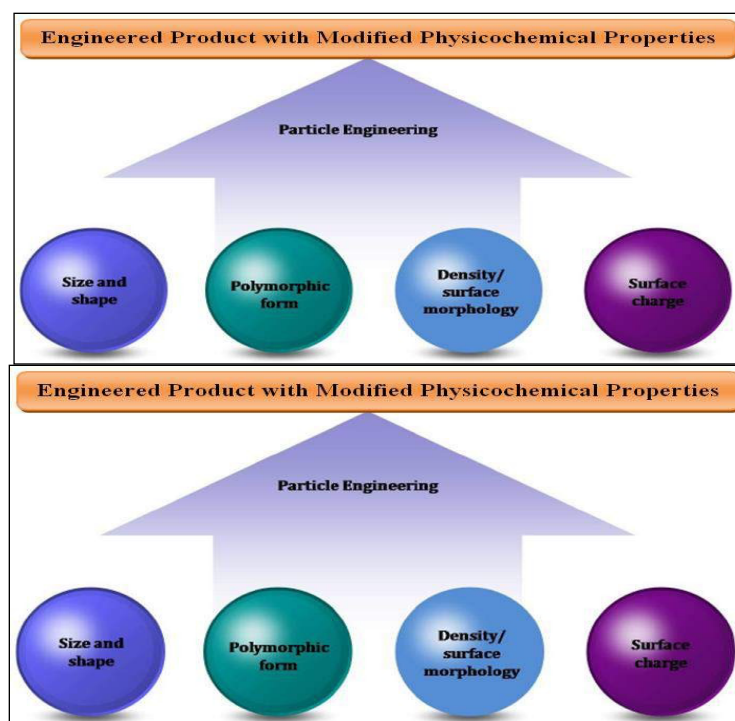 Engineered Product with Modified Physicochemical Properties
Particle Engineering
Size and
shape
Polymorphic
form
Density/
surface
morphology
Surface
charge
Engineered Product with Modified Physicochemical Properties
Particle Engineering
Size and
shape
Polymorphic
form
Density/
surface
morphology
Surface
charge